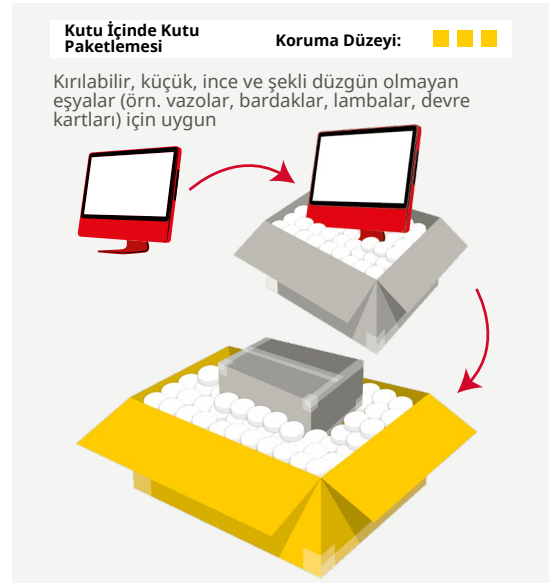 Kutu İçinde Kutu
Paketlemesi
Koruma Düzeyi:
Kırılabilir, küçük, ince ve şekli düzgün olmayan
eşyalar (örn. vazolar, bardaklar, lambalar, devre
kartları) için uygun